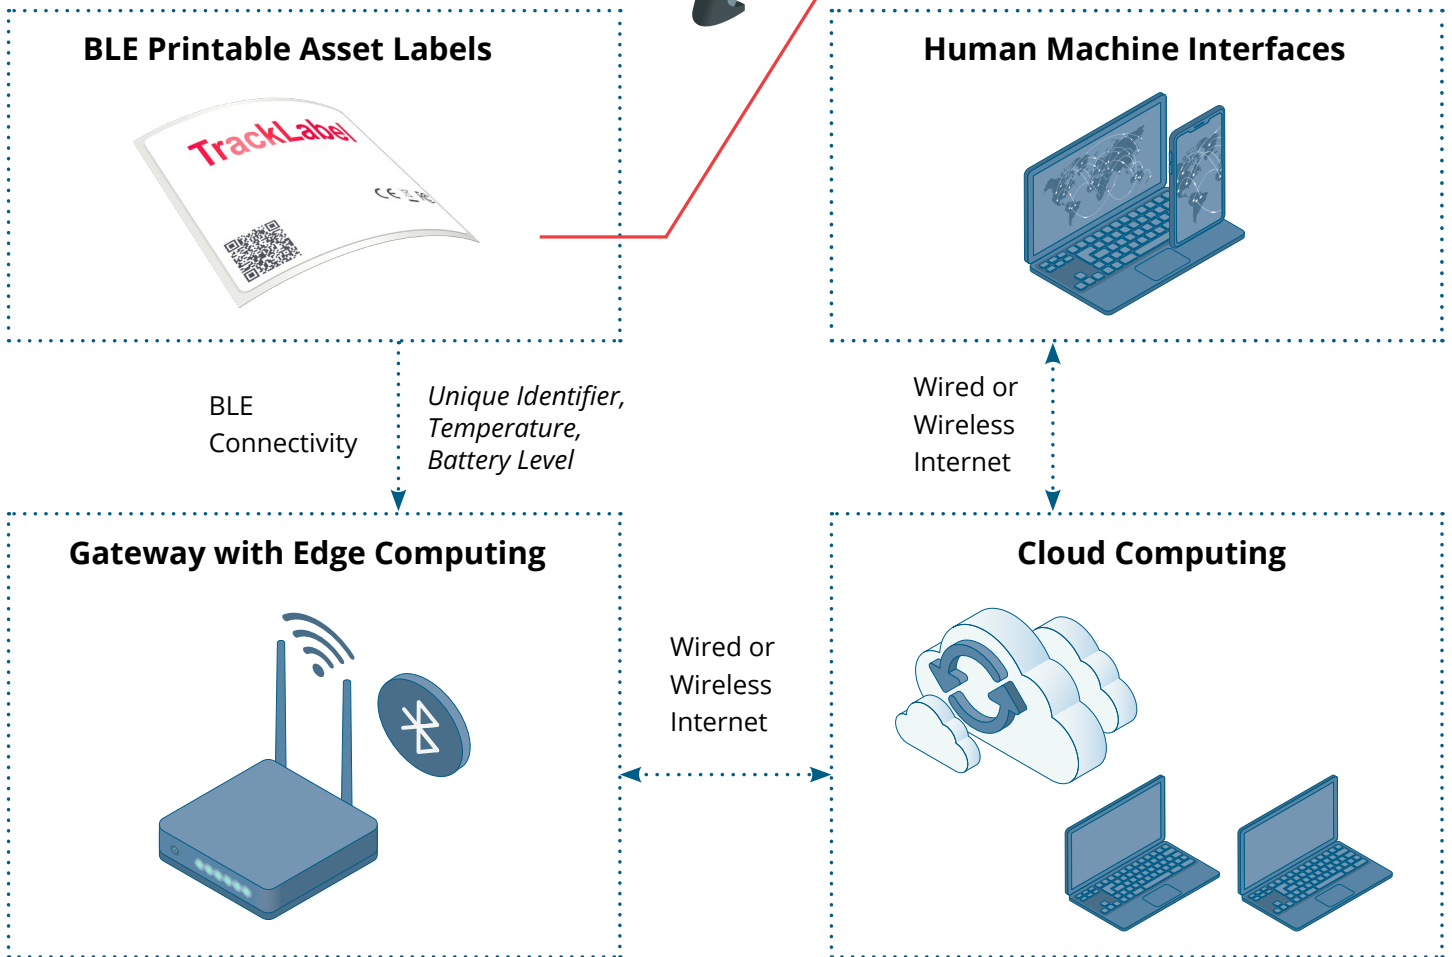 BLE Printable Asset Labels
TrackLabel
CE
BLE
Connectivity
Unique Identifier,
Temperature,
Battery Level
Gateway with Edge Computing
Wired or
Wireless
Internet
Human Machine Interfaces
Wired or
Wireless
Internet
Cloud Computing